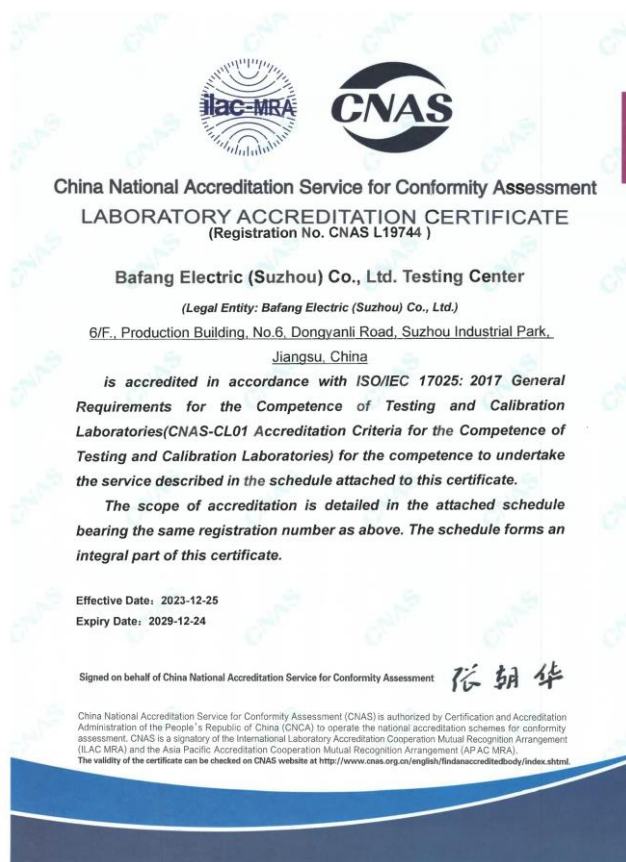 ilac-MRA
CNAS
China National Accreditation Service for Conformity Assessment
LABORATORY ACCREDITATION CERTIFICATE
(Registration No. CNAS L19744 )
Bafang Electric (Suzhou) Co., Ltd. Testing Center
(Legal Entity: Bafang Electric (Suzhou) Co., Ltd.)
6/F., Production Building, No.6, Dongyanli Road, Suzhou Industrial Park,
Jiangsu, China
is accredited in accordance with ISO/IEC 17025: 2017 General
Requirements for the Competence of Testing and Calibration
Laboratories(CNAS-CL01 Accreditation Criteria for the Competence of
Testing and Calibration Laboratories) for the competence to undertake
the service described in the schedule attached to this certificate.
The scope of accreditation is detailed in the attached schedule
bearing the same registration number as above. The schedule forms an
integral part of this certificate.
Effective Date: 2023-12-25
Expiry Date: 2029-12-24
Signed on behalf of China National Accreditation Service for Conformity Assessment 张朝华
China National Accreditation Service for Conformity Assessment (CNAS) is authorized by Certification and Accreditation
Administration of the People's Republic of China (CNCA) to operate the national accreditation schemes for conformity
assessment. CNAS is a signatory of the International Laboratory Accreditation Cooperation Mutual Recognition Arrangement
(ILAC MRA) and the Asia Pacific Accreditation Cooperation Mutual Recognition Arrangement (APAC MRA).
The validity of the certificate can be checked on CNAS website at http://www.cnas.org.cn/english/findanaccreditedbody/index.shtml.